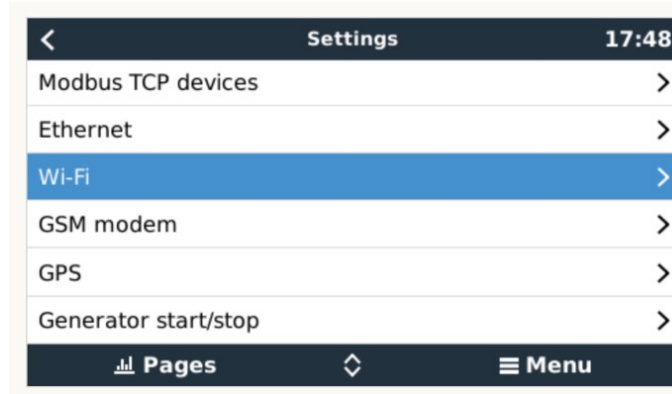 Settings 17:48
Modbus TCP devices
Ethernet
Wi-Fi
GSM modem
GPS
Generator start/stop
Pages Menu